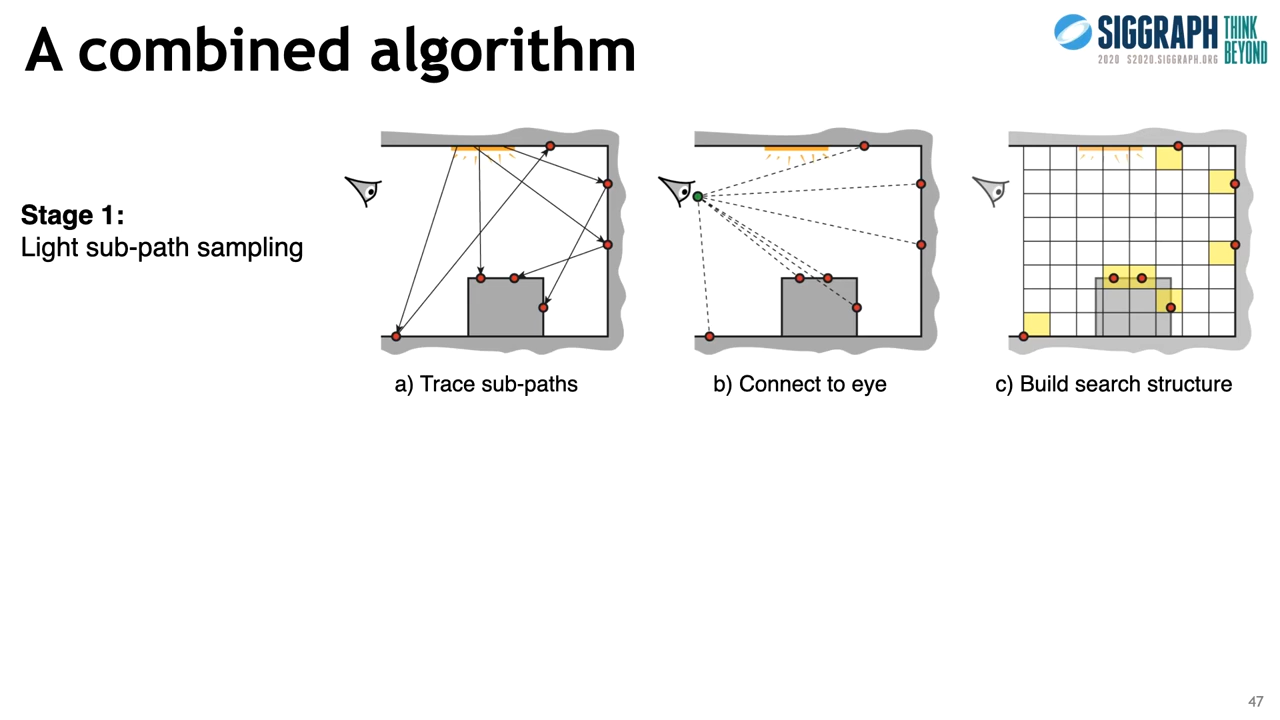 A combined algorithm
SIGGRAPH
THINK
BEYOND
2020 S2020.SIGGRAPH.ORG
Stage 1:
Light sub-path sampling
a) Trace sub-paths
b) Connect to eye
c) Build search structure
47